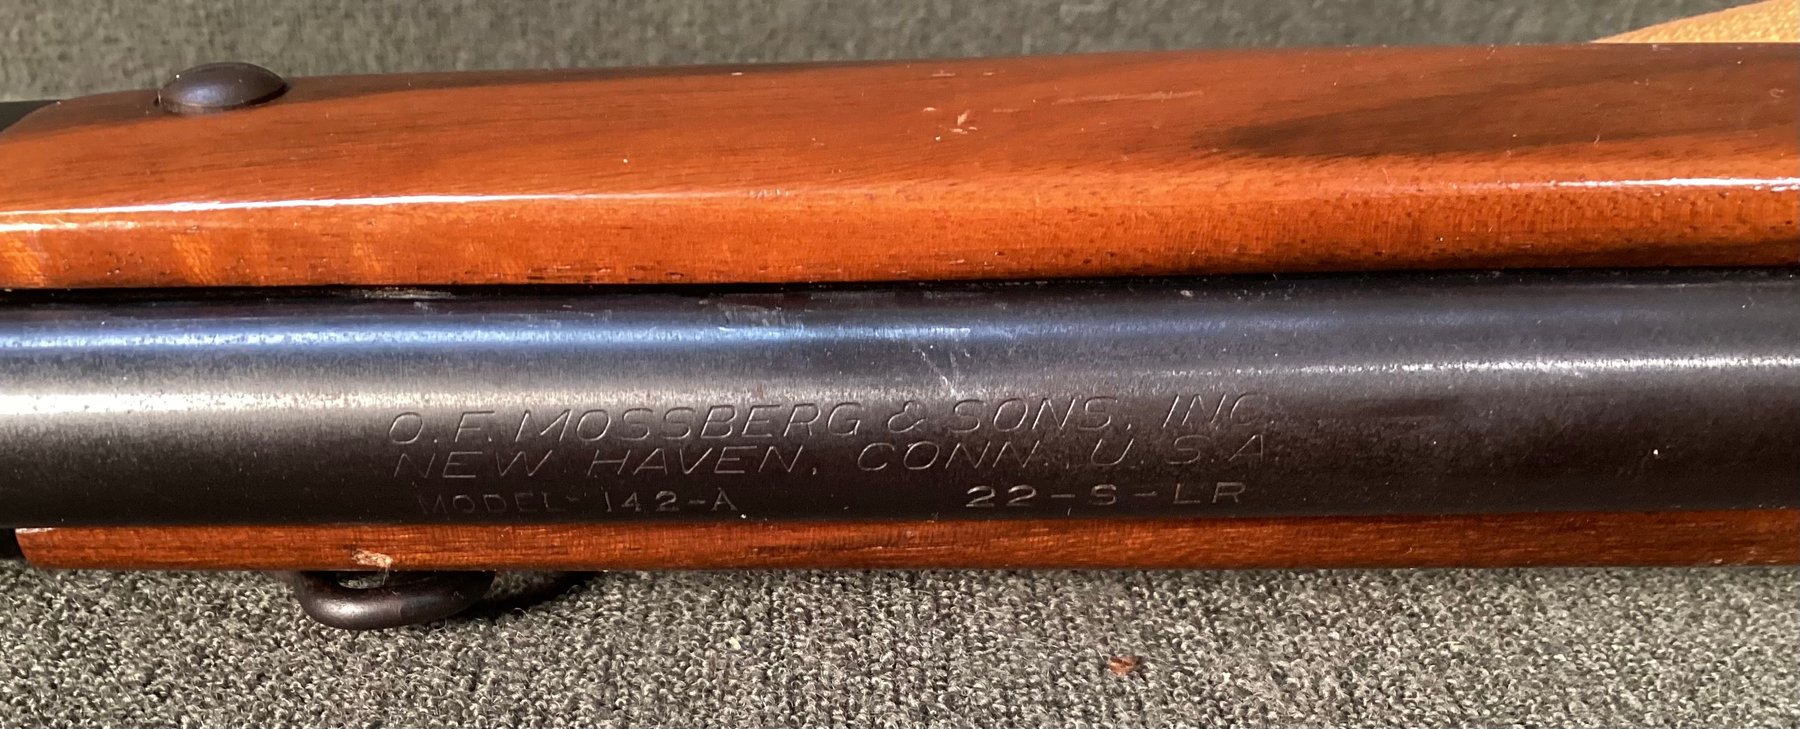 O.F. MOSSBERG & SONS, INC.
NEW HAVEN, CONN. U.S.A.
MODEL-142-A 22-S-LR